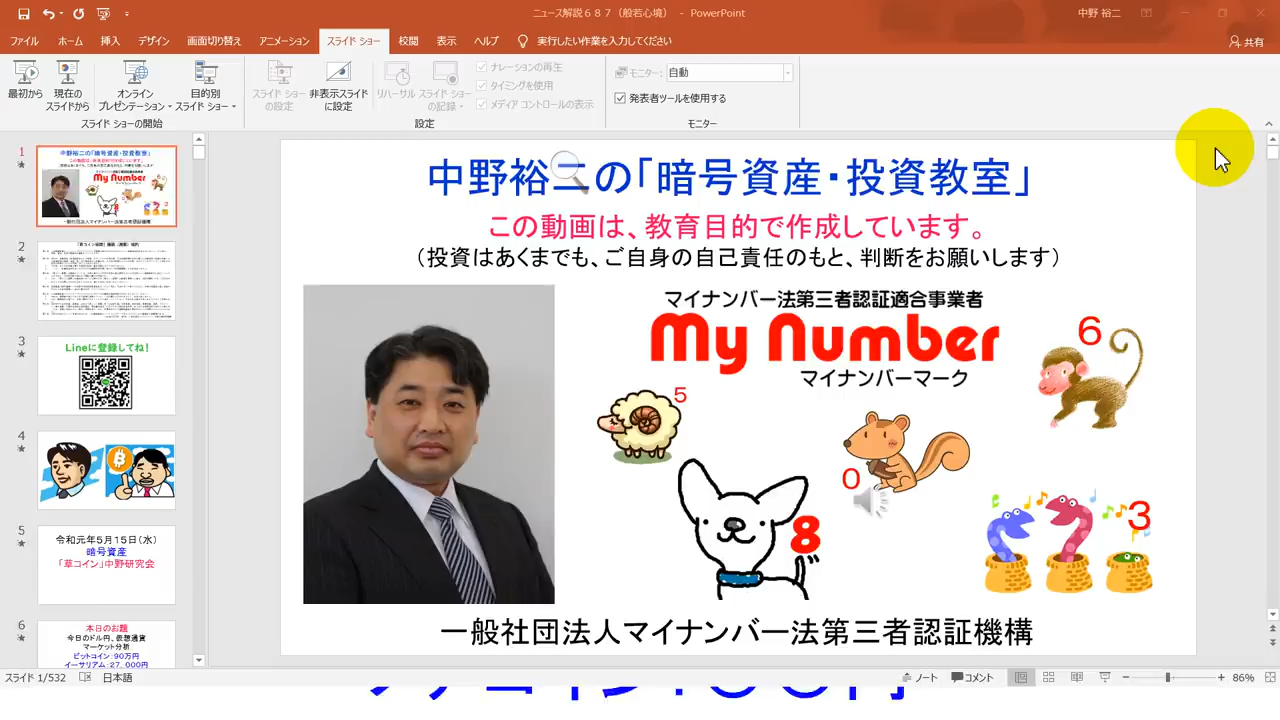 ニュース解説６８７（般若心境） - PowerPoint
中野 裕二
ファイル ホーム 挿入 デザイン 画面切り替え アニメーション スライド ショー 校閲 表示 ヘルプ 実行したい作業を入力してください 共有
最初から
現在の
スライドから
オンライン
プレゼンテーション
目的別
スライド ショー
スライド ショーの開始
スライド ショー
の設定
非表示スライド
に設定
リハーサル
スライド ショー
の記録
ナレーションの再生
タイミングを使用
メディア コントロールの表示
設定
モニター: 自動
発表者ツールを使用する
モニター
1
中野裕二の「暗号資産・投資教室」
My Number
2
3
Lineに登録してね!
4
5
令和元年５月１５日（水）
暗号資産
「草コイン」中野研究会
6
本日のお題
今日のドル円、仮想通貨
マーケット分析
ビットコイン：９０万円
イーサリアム：２７，０００円
中野裕二の「暗号資産・投資教室」
この動画は、教育目的で作成しています。
（投資はあくまでも、ご自身の自己責任のもと、判断をお願いします）
マイナンバー法第三者認証適合事業者
My Number
マイナンバーマーク
5
6
0
8
3
一般社団法人マイナンバー法第三者認証機構
スライド 1/532 日本語
ノート コメント 86%